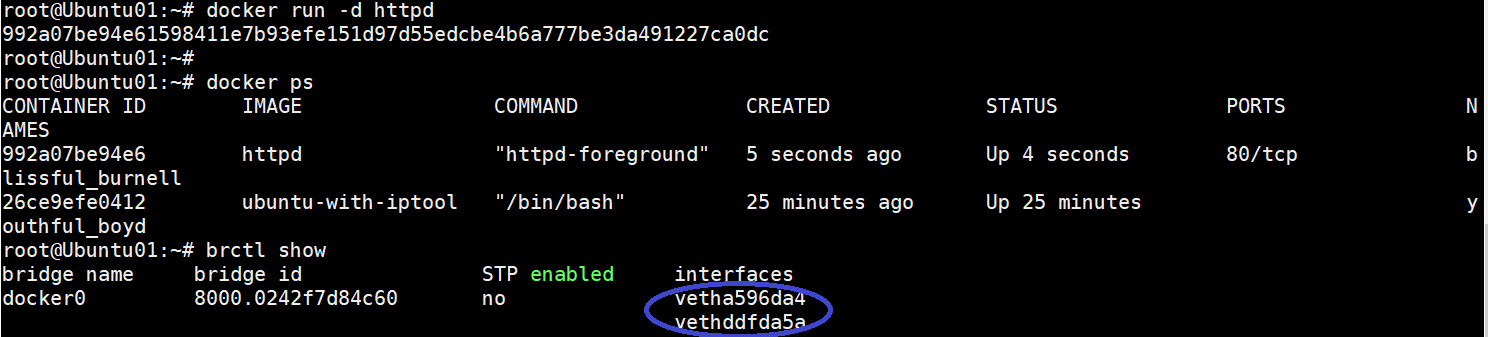 root@Ubuntu01:~# docker run -d httpd
992a07be94e61598411e7b93efe151d97d55edcbe4b6a777be3da491227ca0dc
root@Ubuntu01:~#
root@Ubuntu01:~# docker ps
CONTAINER ID        IMAGE                COMMAND              CREATED             STATUS              PORTS               N
AMES
992a07be94e6        httpd                "httpd-foreground"   5 seconds ago       Up 4 seconds        80/tcp              b
lissful_burnell
26ce9efe0412        ubuntu-with-iptool   "/bin/bash"          25 minutes ago      Up 25 minutes                           y
outhful_boyd
root@Ubuntu01:~# brctl show
bridge name     bridge id               STP enabled     interfaces
docker0         8000.0242f7d84c60       no              vetha596da4
                                                        vethddfda5a